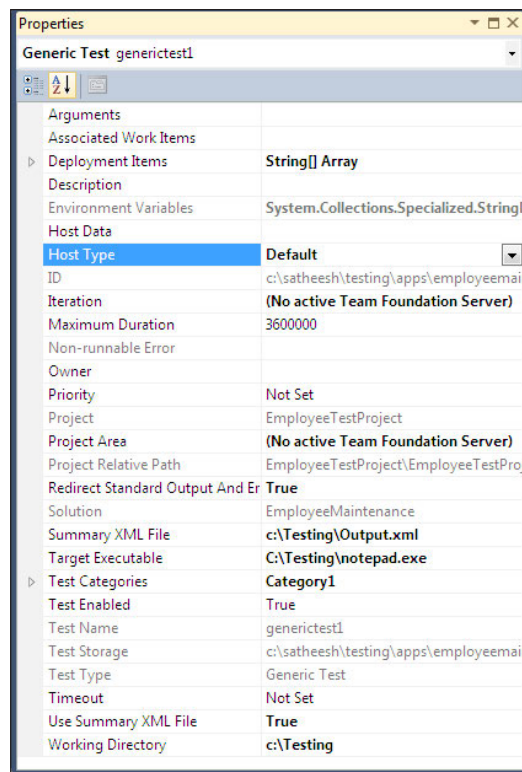 Properties
Generic Test generictest1
Arguments
Associated Work Items
Deployment Items String[] Array
Description
Environment Variables System.Collections.Specialized.String
Host Data
Host Type Default
ID c:\satheesh\testing\apps\employeemai
Iteration (No active Team Foundation Server)
Maximum Duration 3600000
Non-runnable Error
Owner
Priority Not Set
Project EmployeeTestProject
Project Area (No active Team Foundation Server)
Project Relative Path EmployeeTestProject\EmployeeTestProj
Redirect Standard Output And Er True
Solution EmployeeMaintenance
Summary XML File c:\Testing\Output.xml
Target Executable C:\Testing\notepad.exe
Test Categories Category1
Test Enabled True
Test Name generictest1
Test Storage c:\satheesh\testing\apps\employeemai
Test Type Generic Test
Timeout Not Set
Use Summary XML File True
Working Directory c:\Testing